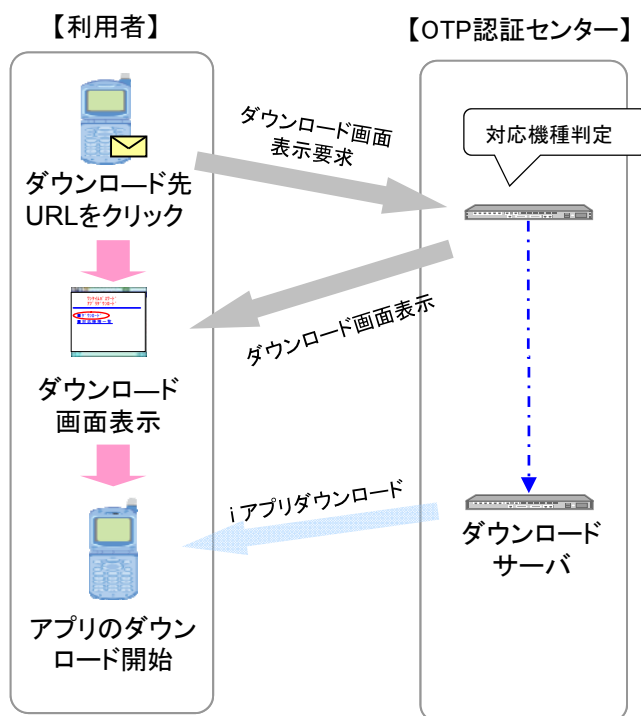 【利用者】
【OTP認証センター】
ダウンロード画面
表示要求
対応機種判定
ダウンロード先
URLをクリック
ダウンロード画面表示
ダウンロード
画面表示
iアプリダウンロード
ダウンロード
サーバ
アプリのダウン
ロード開始